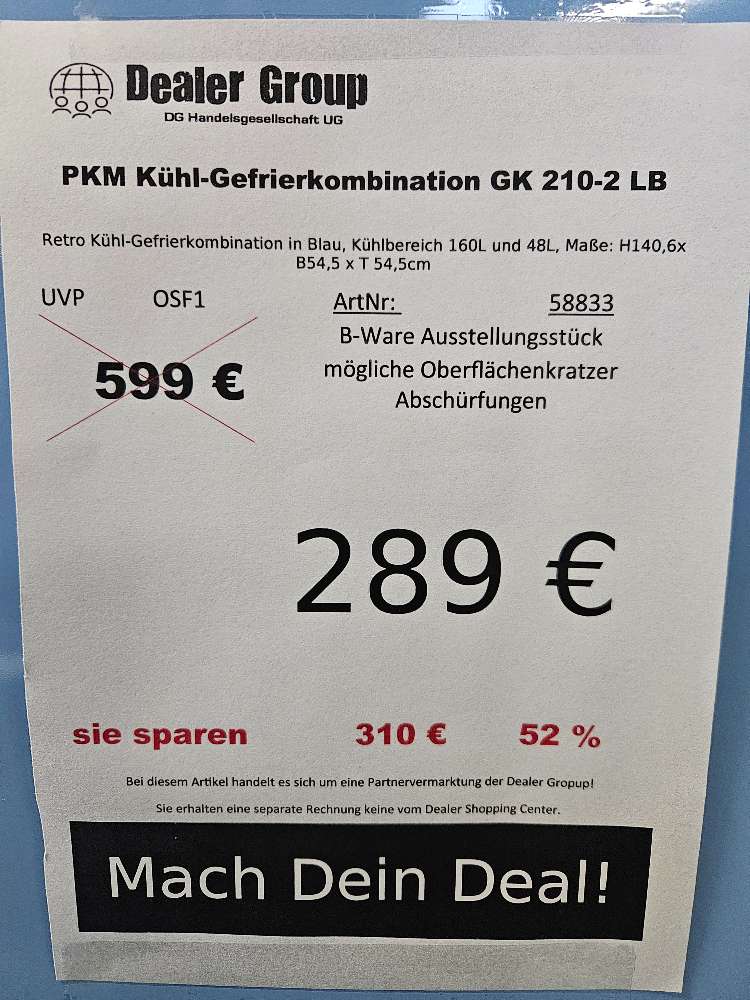 Dealer Group
DG Handelsgesellschaft UG
PKM Kühl-Gefrierkombination GK 210-2 LB
Retro Kühl-Gefrierkombination in Blau, Kühlbereich 160L und 48L, Maße: H140,6x
B54,5 x T 54,5cm
UVP OSF1 ArtNr: 58833
B-Ware Ausstellungsstück
599 € mögliche Oberflächenkratzer
Abschürfungen
289 €
sie sparen 310 € 52 %
Bei diesem Artikel handelt es sich um eine Partnervermarktung der Dealer Gropup!
Sie erhalten eine separate Rechnung keine vom Dealer Shopping Center.
Mach Dein Deal!